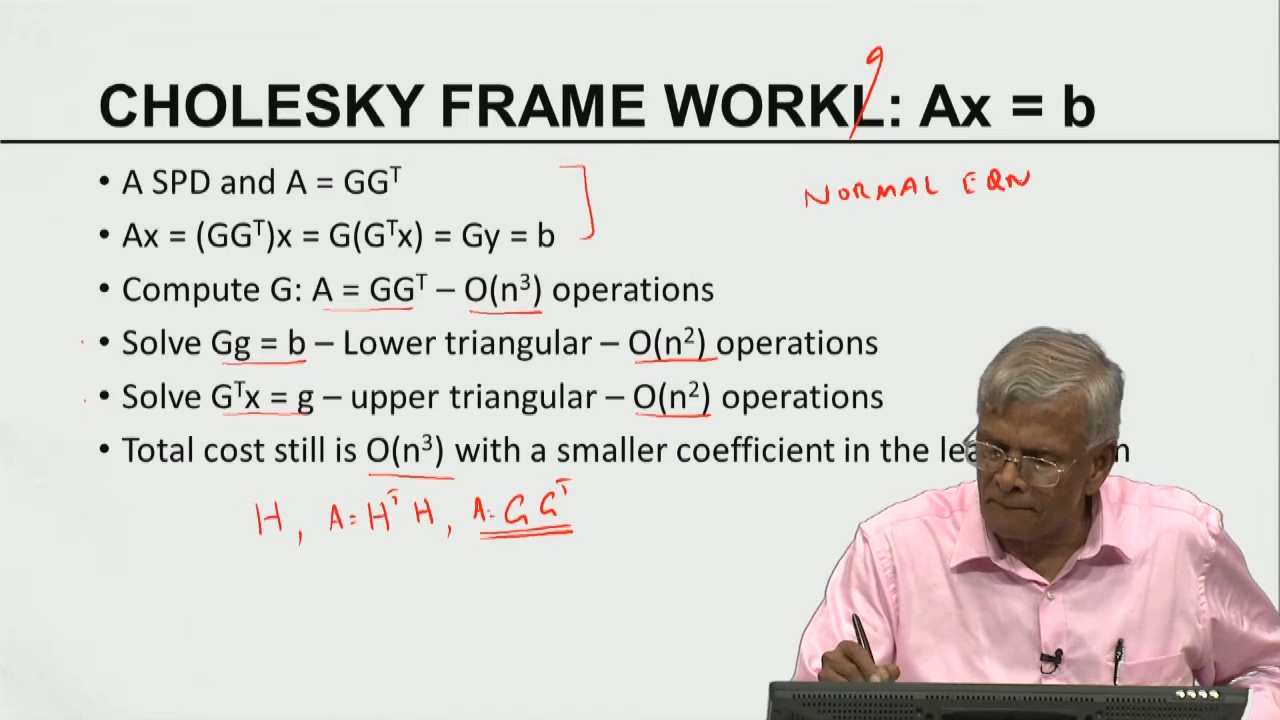 CHOLESKY FRAME WORKL: Ax = b
NORMAL EQN
• A SPD and A = GGᵀ
• Ax = (GGᵀ)x = G(Gᵀx) = Gy = b
• Compute G: A = GGᵀ – O(n³) operations
• Solve Gg = b – Lower triangular – O(n²) operations
• Solve Gᵀx = g – upper triangular – O(n²) operations
• Total cost still is O(n³) with a smaller coefficient in the
H, A = HᵀH, A = GGᵀ